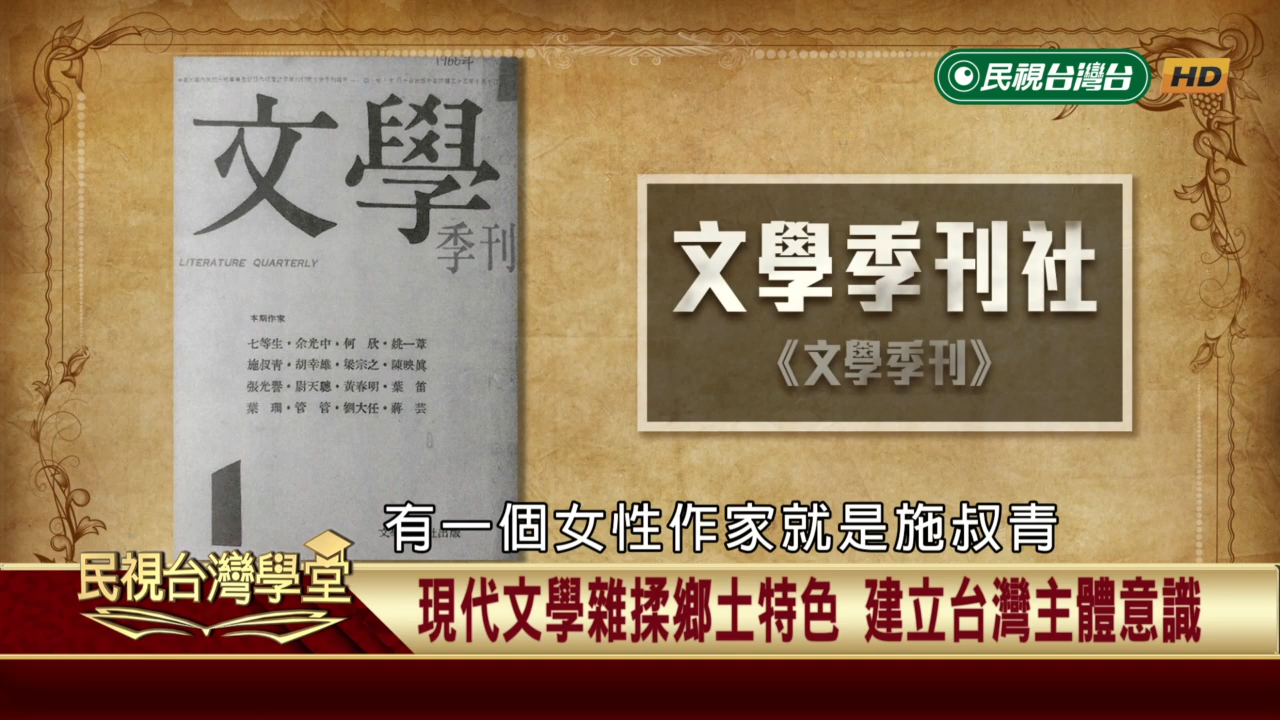 1966年
文學
季刊
LITERATURE QUARTERLY
本期作家
七等生・余光中・何 欣・姚一葦
施叔青・胡幸雄・梁宗之・陳映眞
張光譽・尉天驄・黃春明・葉 笛
葉 珊・管 管・劉大任・蔣 芸
1
民視台灣台 HD
文學季刊社
《文學季刊》
有一個女性作家就是施叔青
民視台灣學堂
現代文學雜揉鄉土特色 建立台灣主體意識